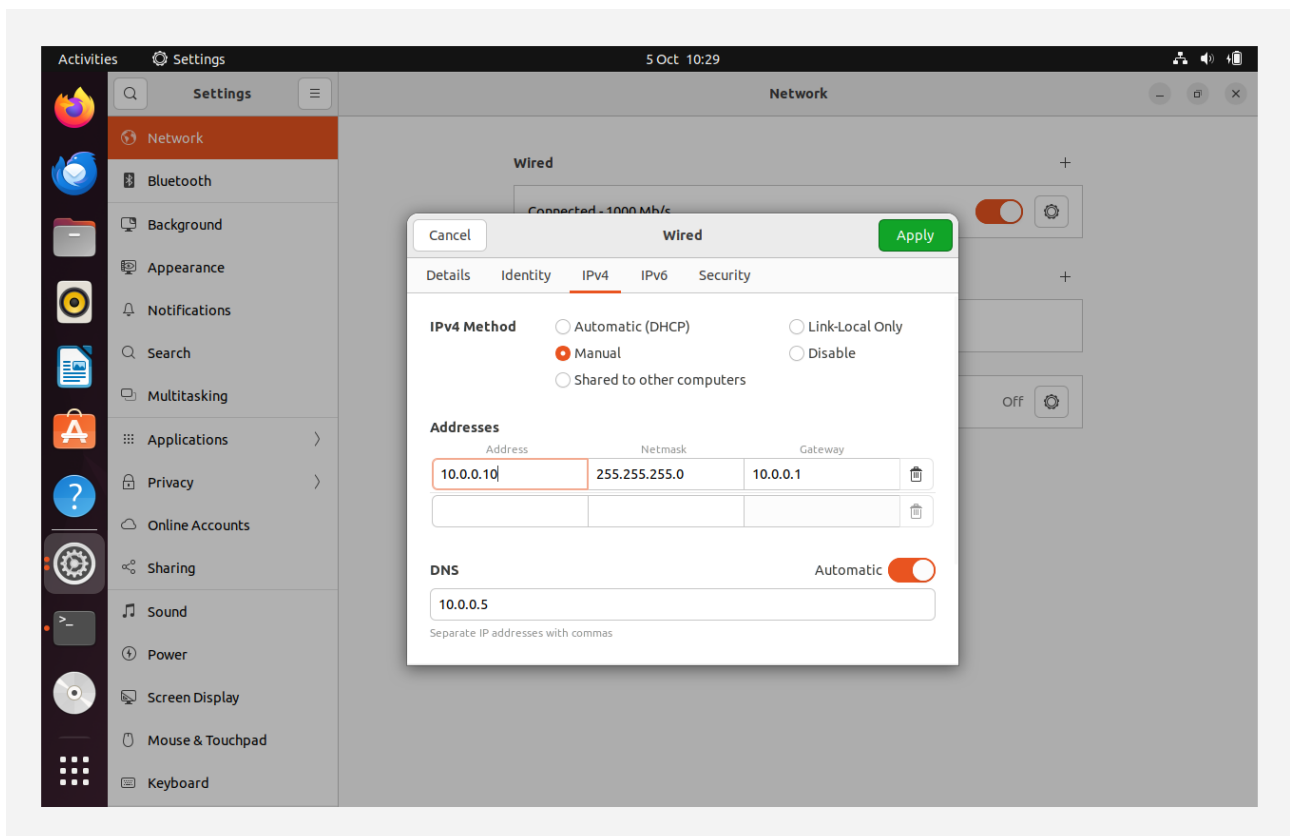 Activities Settings 5 Oct 10:29
Settings Network
Network
Bluetooth
Background
Appearance
Notifications
Search
Multitasking
Applications
Privacy
Online Accounts
Sharing
Sound
Power
Screen Display
Mouse & Touchpad
Keyboard
Wired
Connected - 1000 Mb/s
Off
Cancel Wired Apply
Details Identity IPv4 IPv6 Security
IPv4 Method Automatic (DHCP) Link-Local Only
Manual Disable
Shared to other computers
Addresses
Address Netmask Gateway
10.0.0.10 255.255.255.0 10.0.0.1
DNS Automatic
10.0.0.5
Separate IP addresses with commas